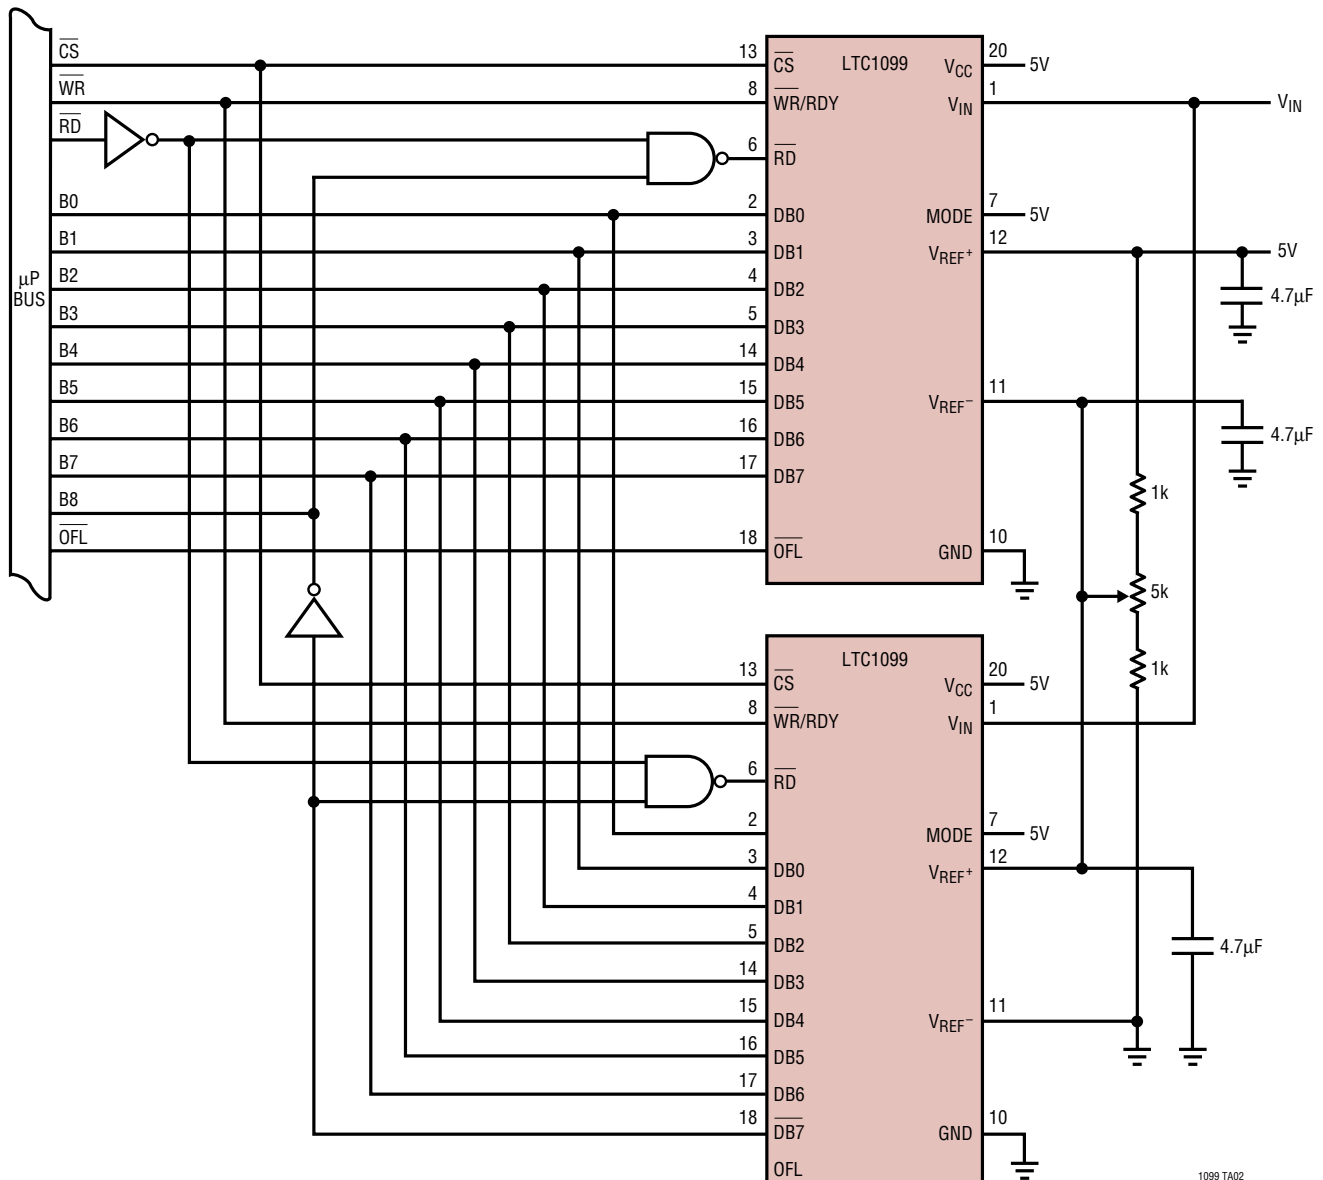 CS
WR
RD
B0
B1
B2
B3
B4
B5
B6
B7
B8
OFL
μP
BUS
LTC1099
13
CS
8
WR/RDY
6
RD
2
DB0
3
DB1
4
DB2
5
DB3
14
DB4
15
DB5
16
DB6
17
DB7
18
OFL
VCC
20
5V
VIN
1
VIN
MODE
7
5V
VREF+
12
5V
4.7μF
VREF–
11
4.7μF
1k
5k
1k
GND
10
LTC1099
13
CS
8
WR/RDY
6
RD
2
3
DB0
4
DB1
5
DB2
14
DB3
15
DB4
16
DB5
17
DB6
18
DB7
OFL
VCC
20
5V
VIN
1
MODE
7
5V
VREF+
12
4.7μF
VREF–
11
GND
10
1099 TA02